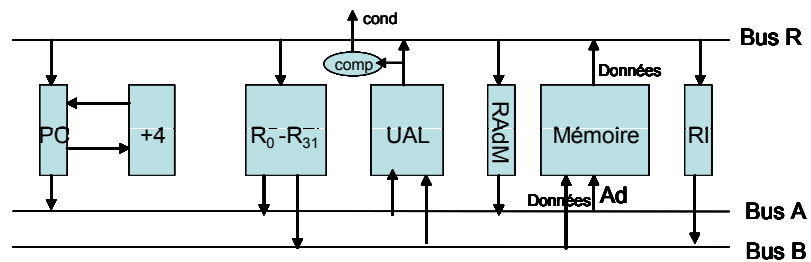 cond
Bus R
comp
Données
PC
+4
R0-R31
UAL
RAdM
Mémoire
RI
Données
Ad
Bus A
Bus B